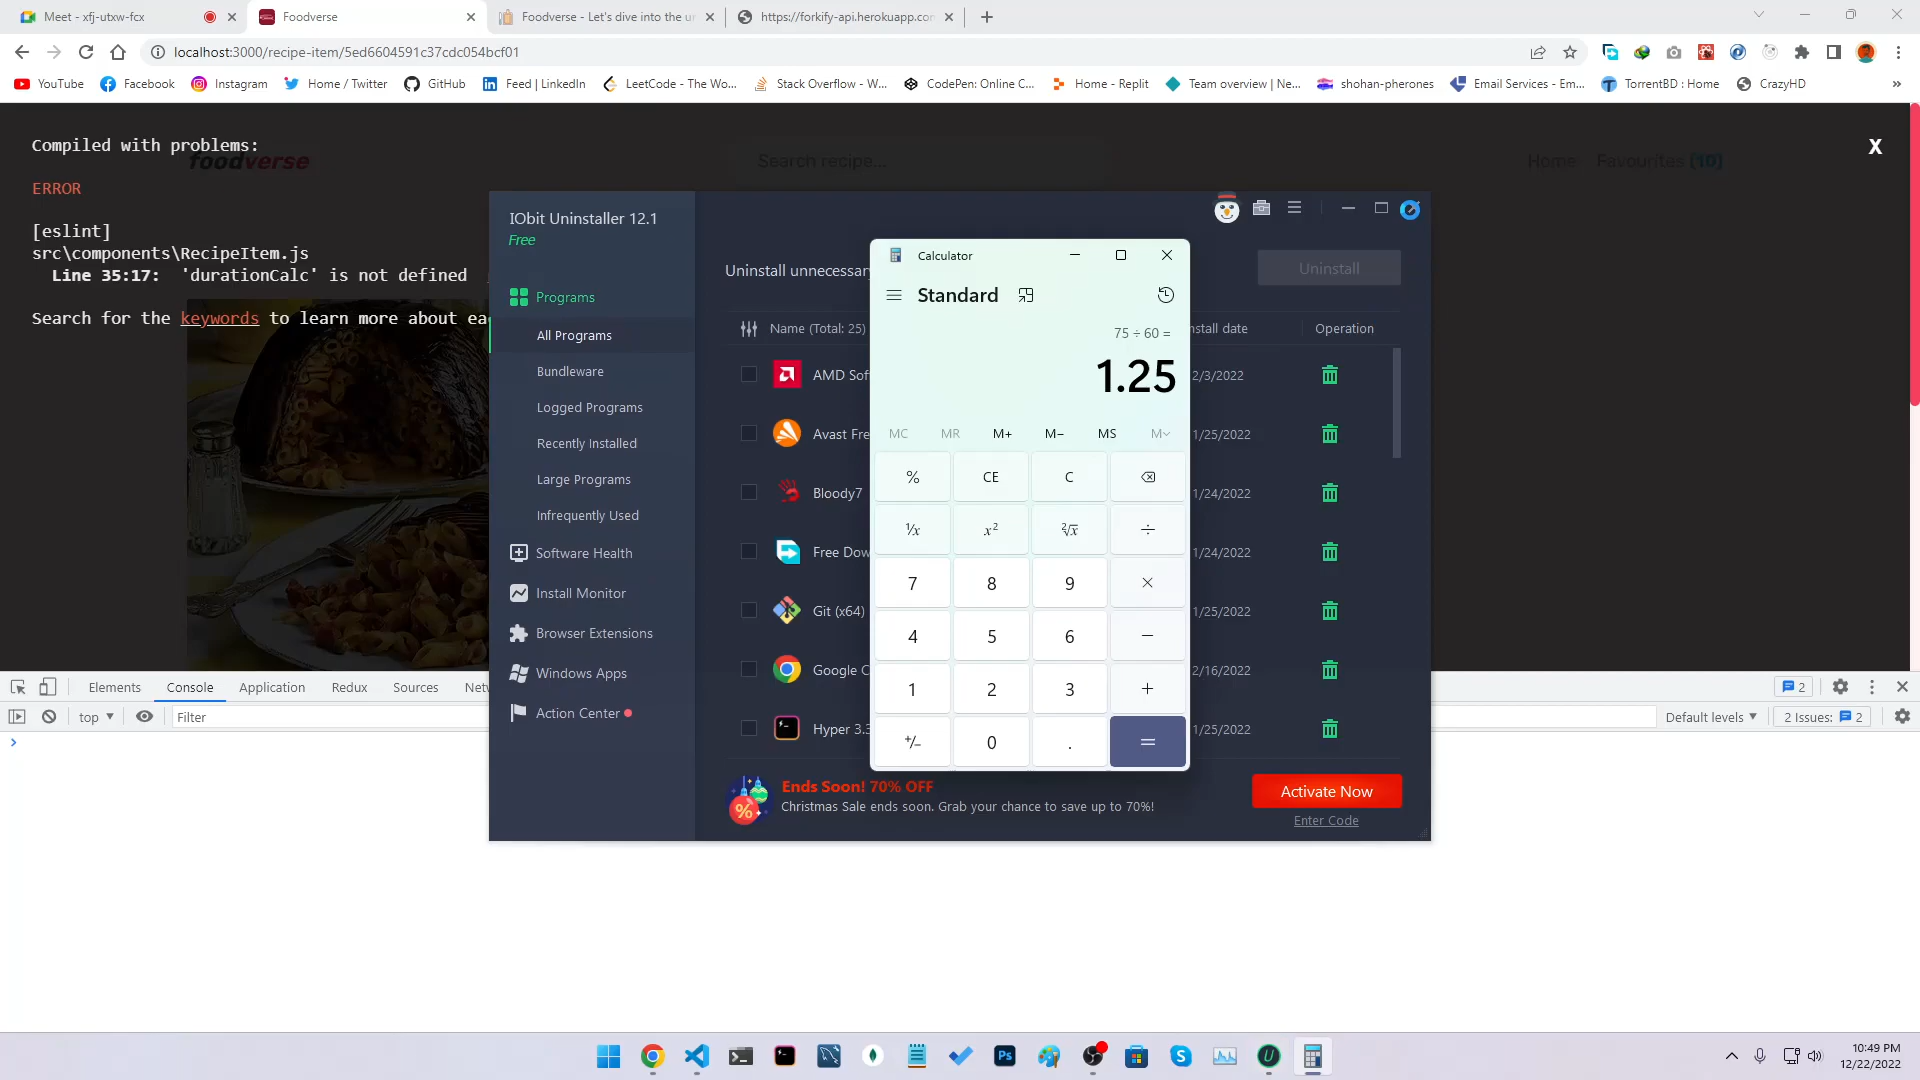 Meet - xfj-utxw-fcx
Foodverse
Foodverse - Let's dive into the ur
https://forkify-api.herokuapp.com
localhost:3000/recipe-item/5ed6604591c37cdc054bcf01
YouTube
Facebook
Instagram
Home / Twitter
GitHub
Feed | LinkedIn
LeetCode - The Wo...
Stack Overflow - W...
CodePen: Online C...
Home - Replit
Team overview | Ne...
shohan-pherones
Email Services - Em...
TorrentBD : Home
CrazyHD
»
Compiled with problems:
X
foodverse
Search recipe...
Home
Favourites (10)
ERROR
[eslint]
src\components\RecipeItem.js
Line 35:17: 'durationCalc' is not defined
Search for the keywords to learn more about ea
IObit Uninstaller 12.1
Free
Programs
All Programs
Bundleware
Logged Programs
Recently Installed
Large Programs
Infrequently Used
Software Health
Install Monitor
Browser Extensions
Windows Apps
Action Center
Uninstall unnecessary
Uninstall
Name (Total: 25)
nstall date
Operation
AMD Sof
2/3/2022
Avast Fre
1/25/2022
Bloody7
1/24/2022
Free Dow
1/24/2022
Git (x64)
1/25/2022
Google C
2/16/2022
Hyper 3.3
1/25/2022
Ends Soon! 70% OFF
Christmas Sale ends soon. Grab your chance to save up to 70%!
Activate Now
Enter Code
Calculator
Standard
75 ÷ 60 =
1.25
MC MR M+ M− MS M
% CE C
1/x x² ²√x ÷
7 8 9 ×
4 5 6 −
1 2 3 +
+/− 0 . =
Elements
Console
Application
Redux
Sources
Netw
2
top
Filter
Default levels
2 Issues: 2
Ps
10:49 PM
12/22/2022